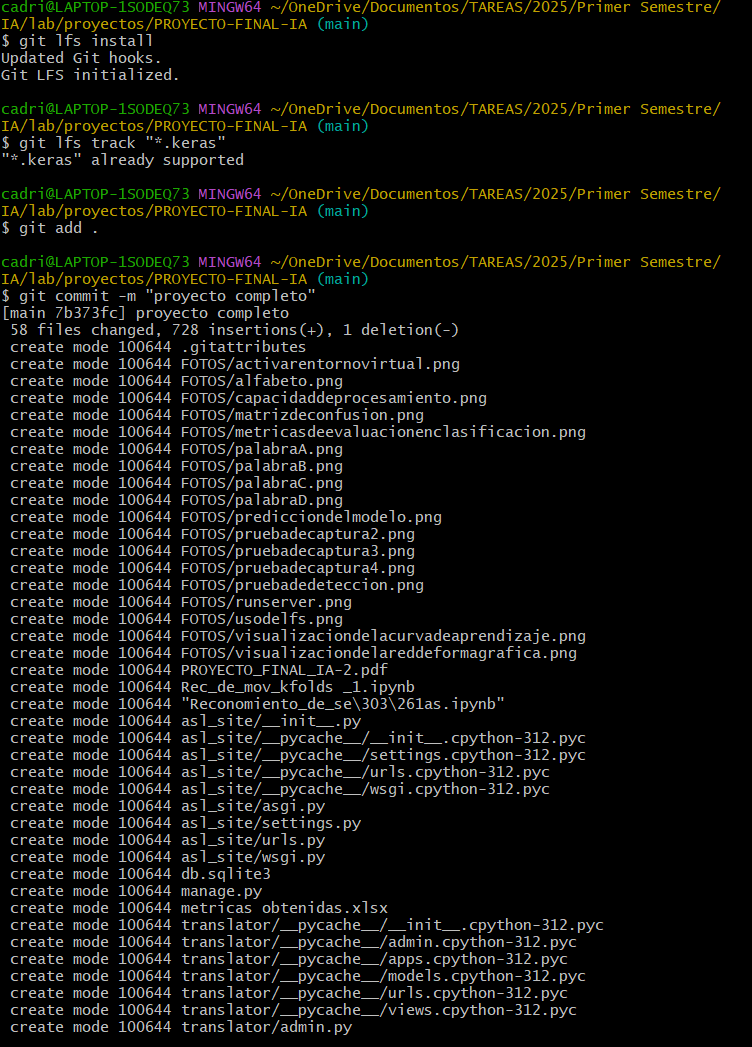 cadri@LAPTOP-1SODEQ73 MINGW64 ~/OneDrive/Documentos/TAREAS/2025/Primer Semestre/
IA/lab/proyectos/PROYECTO-FINAL-IA (main)
$ git lfs install
Updated Git hooks.
Git LFS initialized.
cadri@LAPTOP-1SODEQ73 MINGW64 ~/OneDrive/Documentos/TAREAS/2025/Primer Semestre/
IA/lab/proyectos/PROYECTO-FINAL-IA (main)
$ git lfs track "*.keras"
"*.keras" already supported
cadri@LAPTOP-1SODEQ73 MINGW64 ~/OneDrive/Documentos/TAREAS/2025/Primer Semestre/
IA/lab/proyectos/PROYECTO-FINAL-IA (main)
$ git add .
cadri@LAPTOP-1SODEQ73 MINGW64 ~/OneDrive/Documentos/TAREAS/2025/Primer Semestre/
IA/lab/proyectos/PROYECTO-FINAL-IA (main)
$ git commit -m "proyecto completo"
[main 7b373fc] proyecto completo
 58 files changed, 728 insertions(+), 1 deletion(-)
 create mode 100644 .gitattributes
 create mode 100644 FOTOS/activarentornovirtual.png
 create mode 100644 FOTOS/alfabeto.png
 create mode 100644 FOTOS/capacidaddeprocesamiento.png
 create mode 100644 FOTOS/matrizdeconfusion.png
 create mode 100644 FOTOS/metricasdeevaluacionenclasificacion.png
 create mode 100644 FOTOS/palabraA.png
 create mode 100644 FOTOS/palabraB.png
 create mode 100644 FOTOS/palabraC.png
 create mode 100644 FOTOS/palabraD.png
 create mode 100644 FOTOS/predicciondelmodelo.png
 create mode 100644 FOTOS/pruebadecaptura2.png
 create mode 100644 FOTOS/pruebadecaptura3.png
 create mode 100644 FOTOS/pruebadecaptura4.png
 create mode 100644 FOTOS/pruebadedeteccion.png
 create mode 100644 FOTOS/runserver.png
 create mode 100644 FOTOS/usodelfs.png
 create mode 100644 FOTOS/visualizaciondelacurvadeaprendizaje.png
 create mode 100644 FOTOS/visualizaciondelareddeformagrafica.png
 create mode 100644 PROYECTO_FINAL_IA-2.pdf
 create mode 100644 Rec_de_mov_kfolds _1.ipynb
 create mode 100644 "Reconomiento_de_se\303\261as.ipynb"
 create mode 100644 asl_site/__init__.py
 create mode 100644 asl_site/__pycache__/__init__.cpython-312.pyc
 create mode 100644 asl_site/__pycache__/settings.cpython-312.pyc
 create mode 100644 asl_site/__pycache__/urls.cpython-312.pyc
 create mode 100644 asl_site/__pycache__/wsgi.cpython-312.pyc
 create mode 100644 asl_site/asgi.py
 create mode 100644 asl_site/settings.py
 create mode 100644 asl_site/urls.py
 create mode 100644 asl_site/wsgi.py
 create mode 100644 db.sqlite3
 create mode 100644 manage.py
 create mode 100644 metricas obtenidas.xlsx
 create mode 100644 translator/__pycache__/__init__.cpython-312.pyc
 create mode 100644 translator/__pycache__/admin.cpython-312.pyc
 create mode 100644 translator/__pycache__/apps.cpython-312.pyc
 create mode 100644 translator/__pycache__/models.cpython-312.pyc
 create mode 100644 translator/__pycache__/urls.cpython-312.pyc
 create mode 100644 translator/__pycache__/views.cpython-312.pyc
 create mode 100644 translator/admin.py